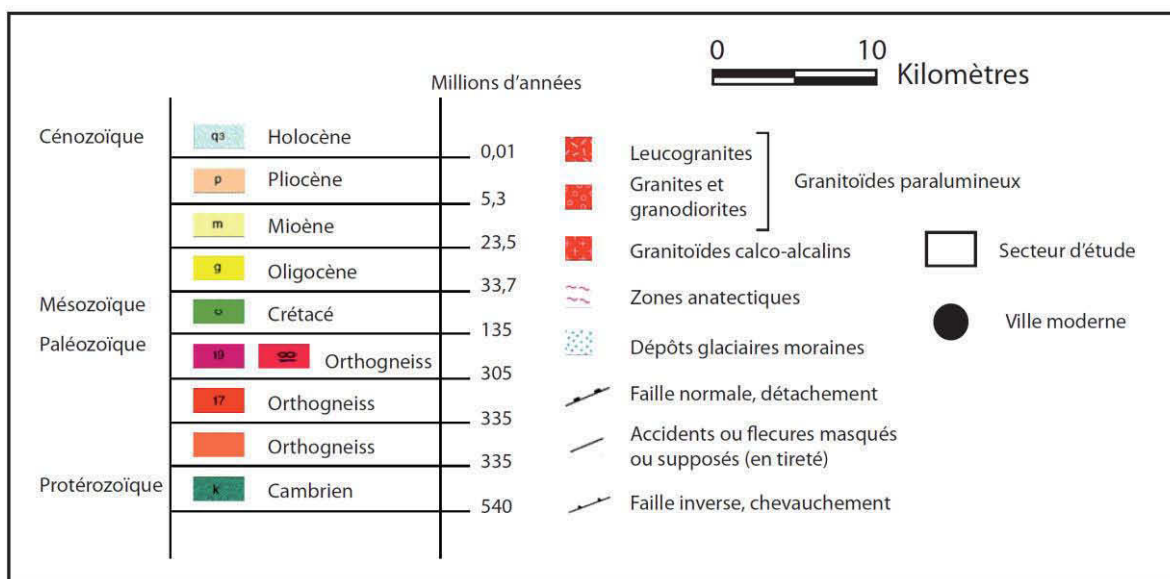 0 10
Kilomètres
Millions d'années
Cénozoïque
q3 Holocène
0,01
p Pliocène
5,3
m Mioène
23,5
g Oligocène
33,7
Mésozoïque
c Crétacé
135
Paléozoïque
19 Orthogneiss
305
17 Orthogneiss
335
Orthogneiss
335
Protérozoïque
k Cambrien
540
Leucogranites
Granites et
granodiorites
Granitoïdes paralumineux
Granitoïdes calco-alcalins
Zones anatectiques
Dépôts glaciaires moraines
Faille normale, détachement
Accidents ou flecures masqués
ou supposés (en tireté)
Faille inverse, chevauchement
Secteur d'étude
Ville moderne